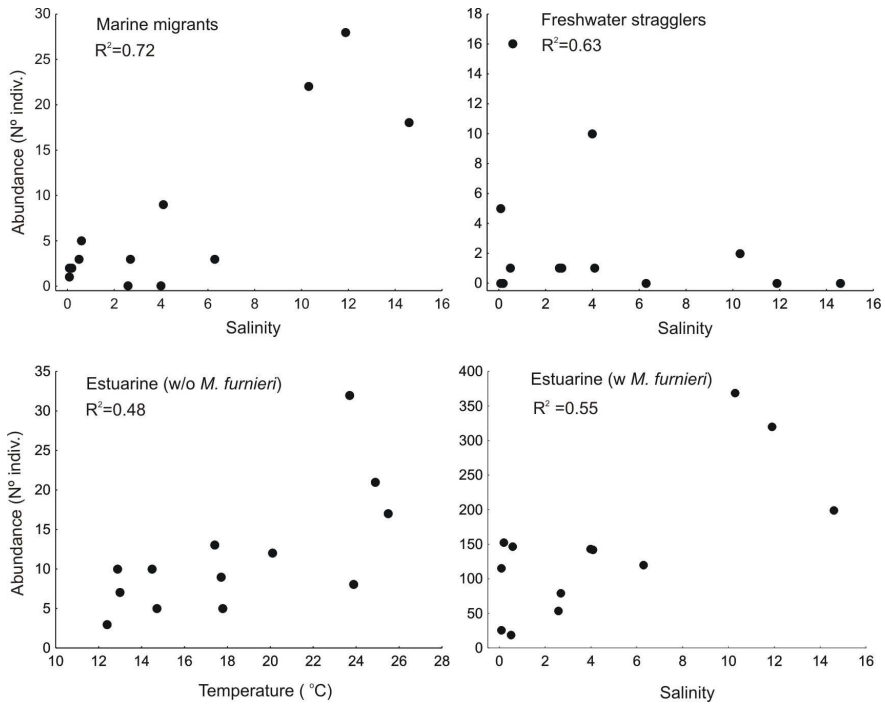 Marine migrants
R²=0.72
Abundance (Nº indiv.)
30
25
20
15
10
5
0
0 2 4 6 8 10 12 14 16
Salinity
Freshwater stragglers
R²=0.63
18
16
14
12
10
8
6
4
2
0
0 2 4 6 8 10 12 14 16
Salinity
Estuarine (w/o M. furnieri)
R²=0.48
Abundance (Nº indiv.)
35
30
25
20
15
10
5
0
10 12 14 16 18 20 22 24 26 28
Temperature ( °C)
Estuarine (w M. furnieri)
R² =0.55
400
350
300
250
200
150
100
50
0
0 2 4 6 8 10 12 14 16
Salinity